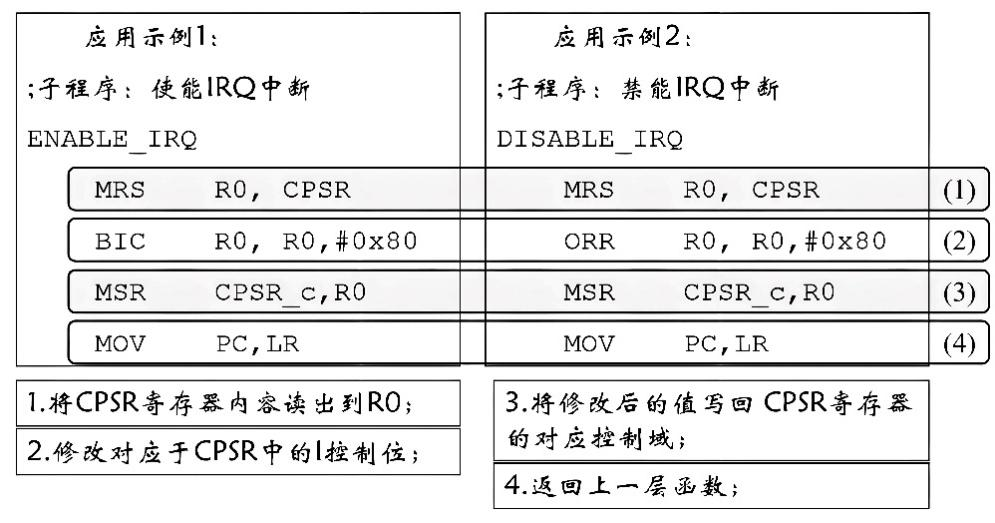 应用示例1：
;子程序：使能IRQ中断
ENABLE_IRQ
MRS R0, CPSR
BIC R0, R0,#0x80
MSR CPSR_c,R0
MOV PC,LR
应用示例2：
;子程序：禁能IRQ中断
DISABLE_IRQ
MRS R0, CPSR (1)
ORR R0, R0,#0x80 (2)
MSR CPSR_c,R0 (3)
MOV PC,LR (4)
1.将CPSR寄存器内容读出到R0；
2.修改对应于CPSR中的I控制位；
3.将修改后的值写回 CPSR寄存器
的对应控制域；
4.返回上一层函数；